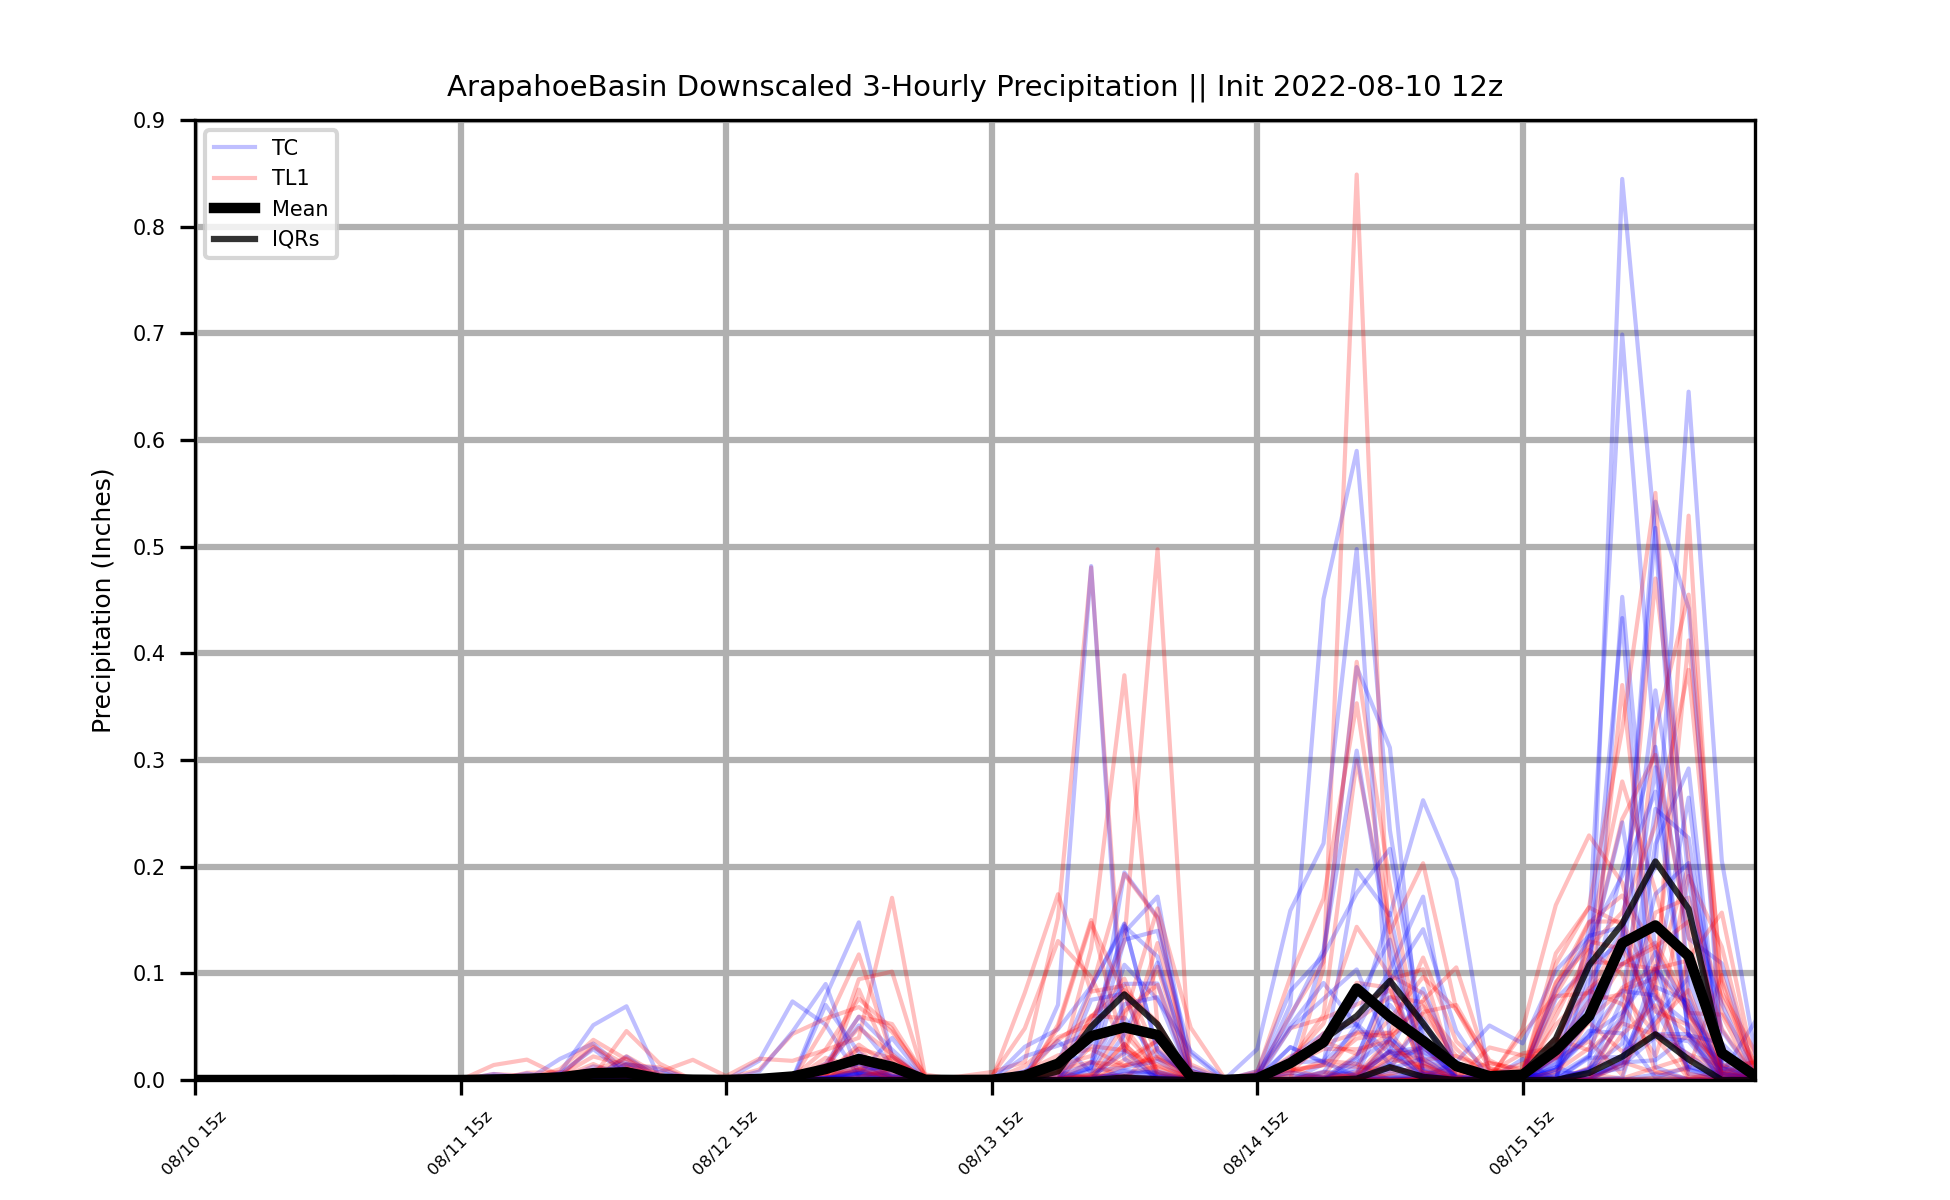 ArapahoeBasin Downscaled 3-Hourly Precipitation || Init 2022-08-10 12z
TC
TL1
Mean
IQRs
Precipitation (Inches)
0.9
0.8
0.7
0.6
0.5
0.4
0.3
0.2
0.1
0.0
08/10 15z
08/11 15z
08/12 15z
08/13 15z
08/14 15z
08/15 15z